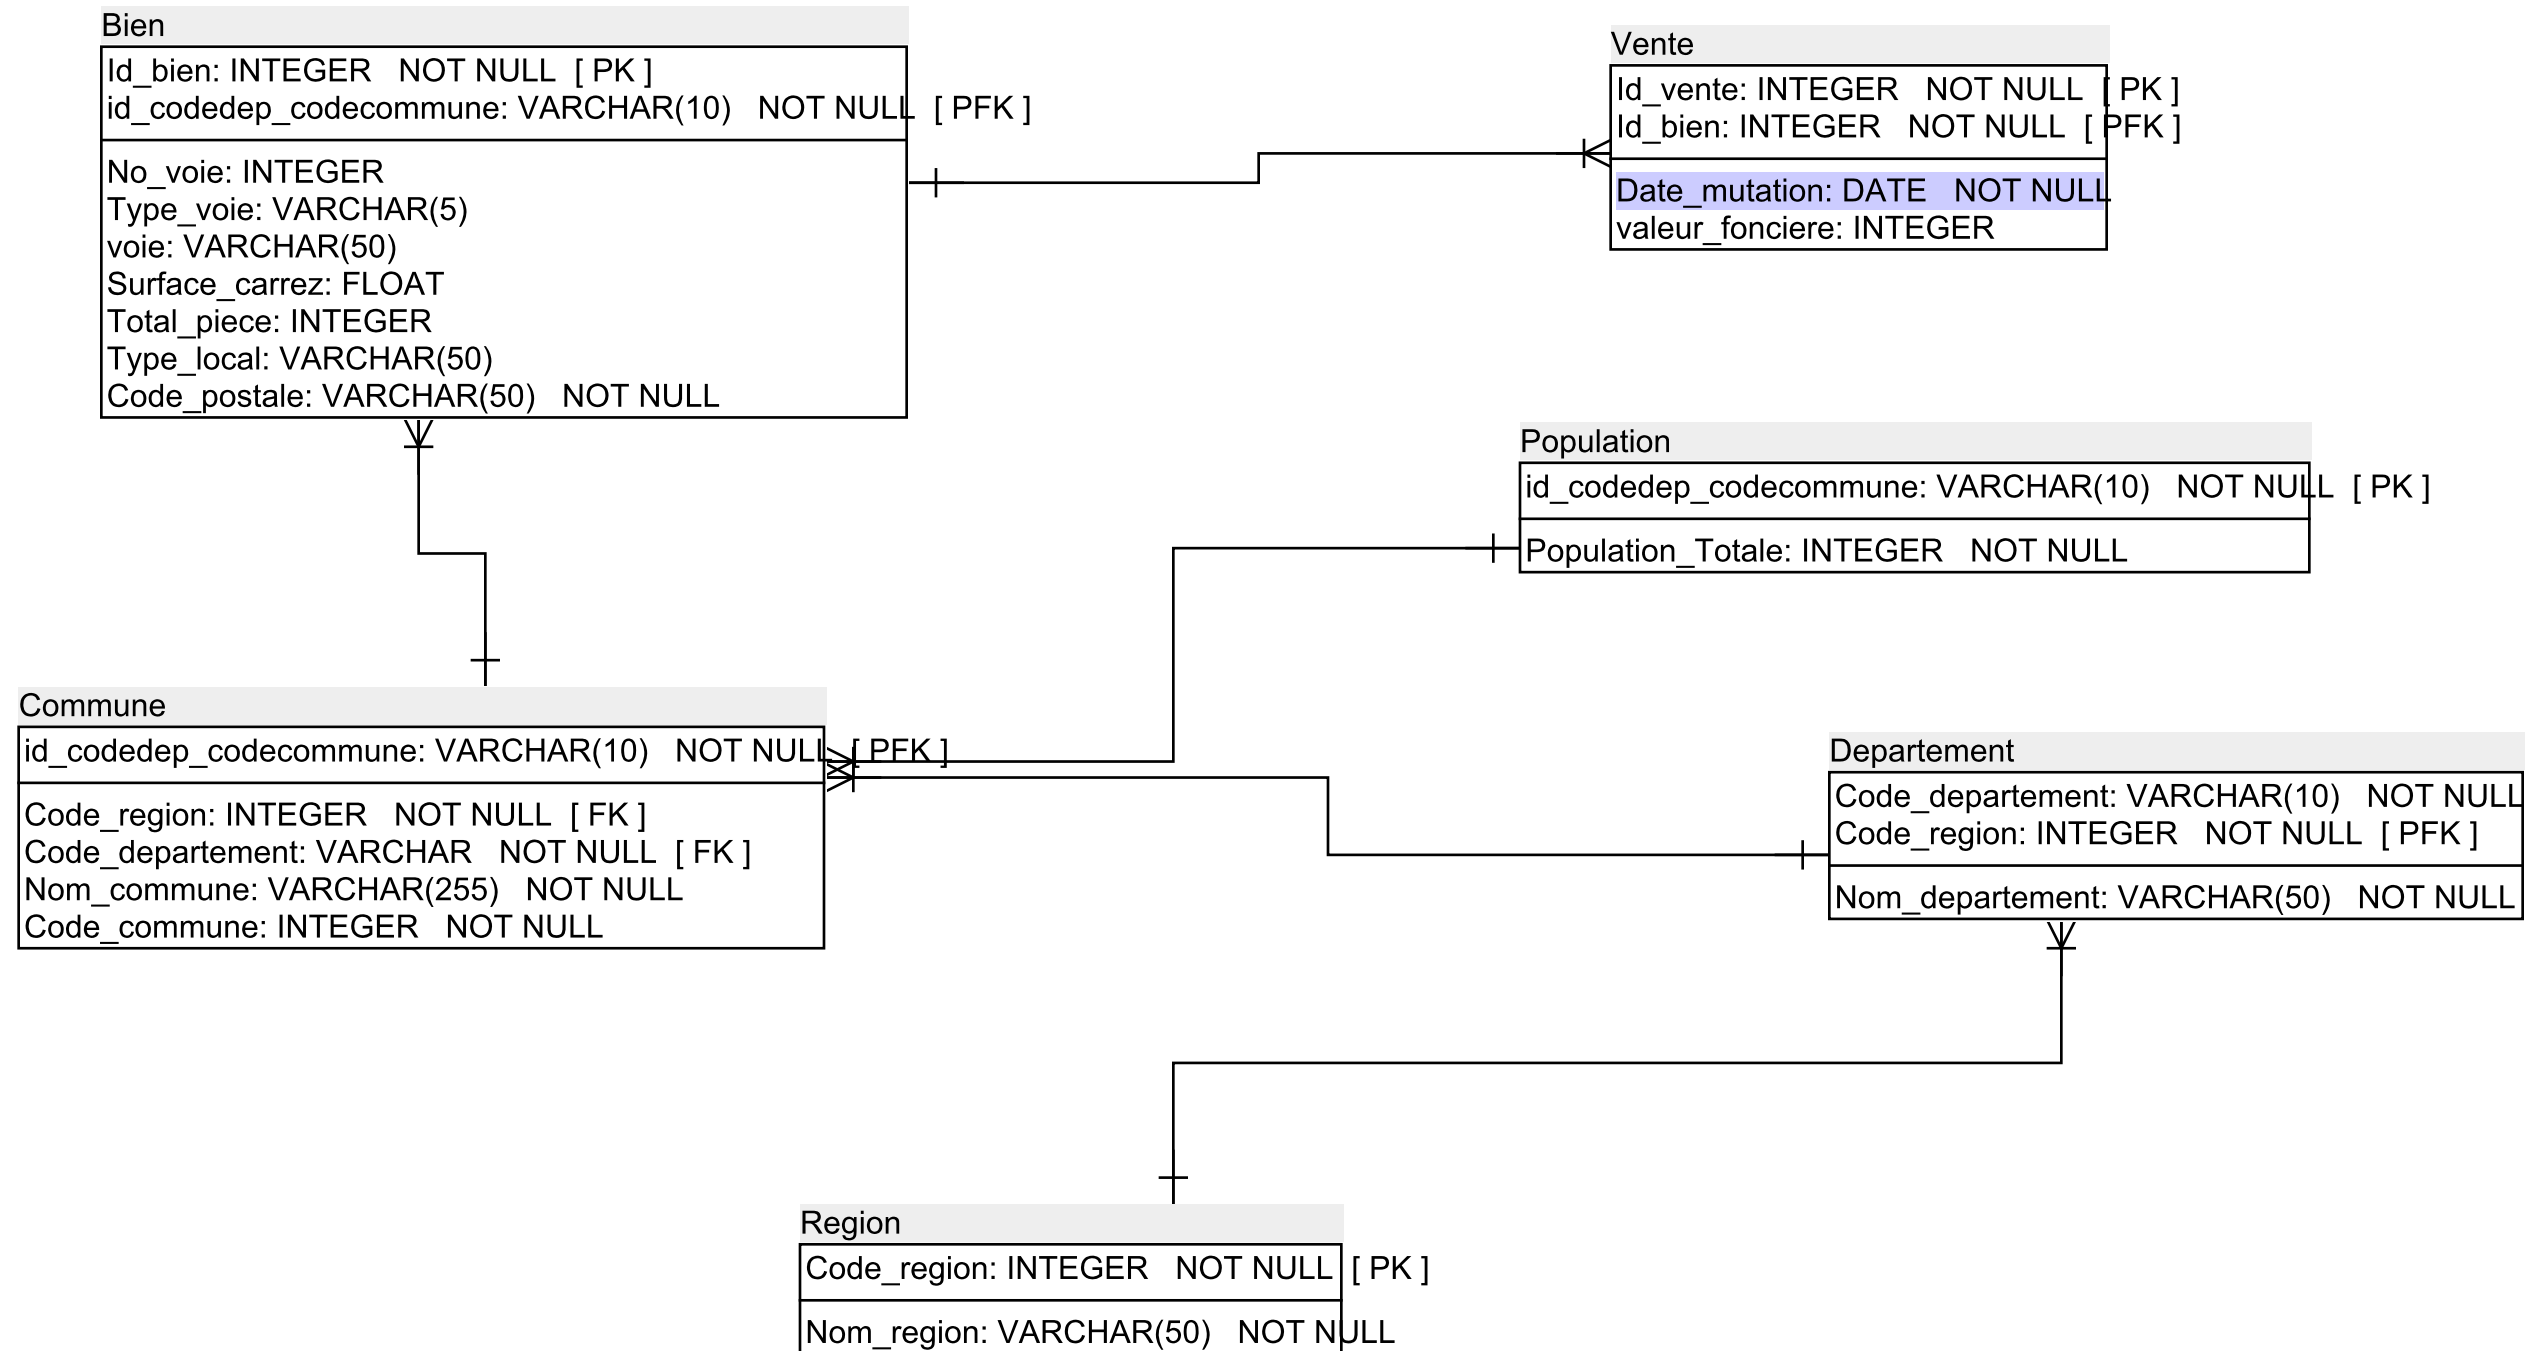 Bien
Id_bien: INTEGER NOT NULL [ PK ]
id_codedep_codecommune: VARCHAR(10) NOT NULL [ PFK ]
No_voie: INTEGER
Type_voie: VARCHAR(5)
voie: VARCHAR(50)
Surface_carrez: FLOAT
Total_piece: INTEGER
Type_local: VARCHAR(50)
Code_postale: VARCHAR(50) NOT NULL
Vente
Id_vente: INTEGER NOT NULL [ PK ]
Id_bien: INTEGER NOT NULL [ PFK ]
Date_mutation: DATE NOT NULL
valeur_fonciere: INTEGER
Population
id_codedep_codecommune: VARCHAR(10) NOT NULL [ PK ]
Population_Totale: INTEGER NOT NULL
Commune
id_codedep_codecommune: VARCHAR(10) NOT NULL [ PFK ]
Code_region: INTEGER NOT NULL [ FK ]
Code_departement: VARCHAR NOT NULL [ FK ]
Nom_commune: VARCHAR(255) NOT NULL
Code_commune: INTEGER NOT NULL
Departement
Code_departement: VARCHAR(10) NOT NULL
Code_region: INTEGER NOT NULL [ PFK ]
Nom_departement: VARCHAR(50) NOT NULL
Region
Code_region: INTEGER NOT NULL [ PK ]
Nom_region: VARCHAR(50) NOT NULL